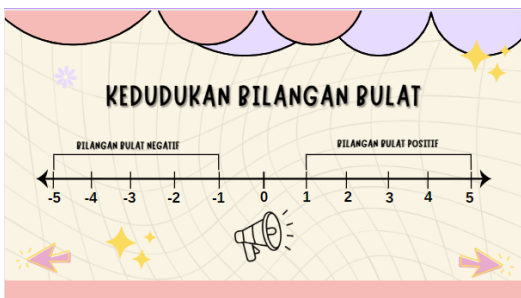 KEDUDUKAN BILANGAN BULAT
BILANGAN BULAT NEGATIF
BILANGAN BULAT POSITIF
-5 -4 -3 -2 -1 0 1 2 3 4 5